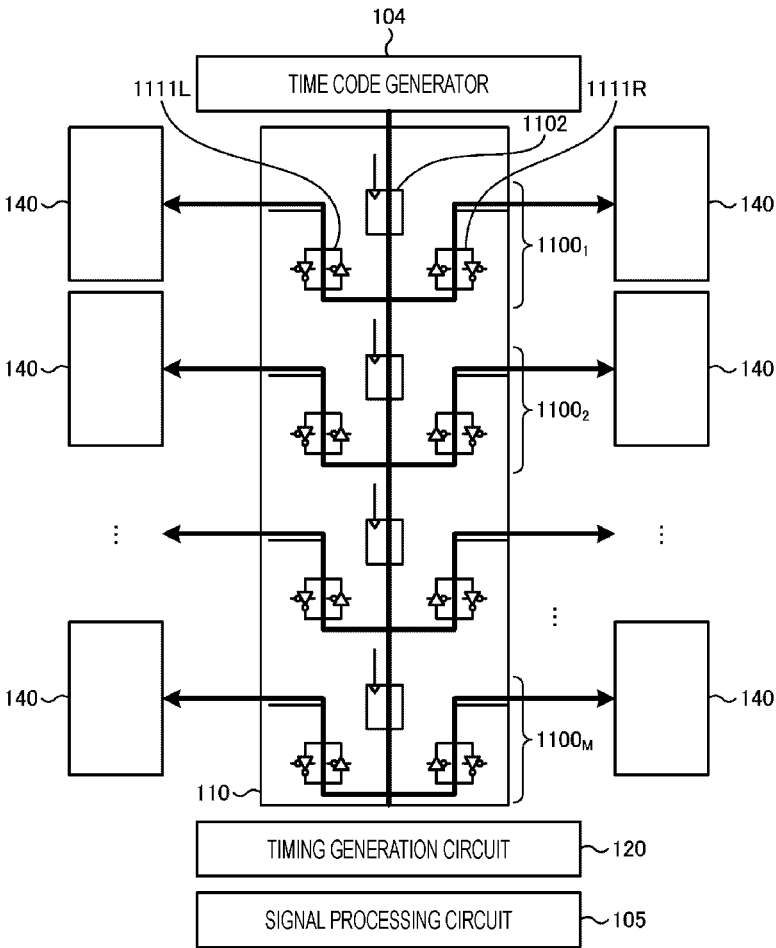 104
TIME CODE GENERATOR
1111L
1102
1111R
140
140
1100₁
140
140
1100₂
⋮
⋮
⋮
140
140
1100M
110
TIMING GENERATION CIRCUIT
120
SIGNAL PROCESSING CIRCUIT
105